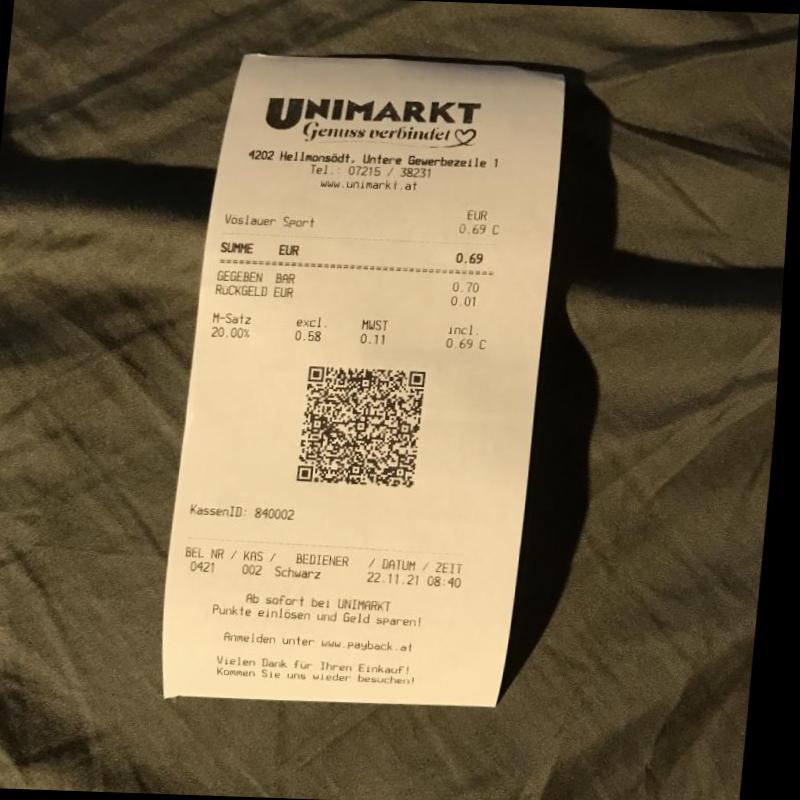 UNIMARKT
Genuss verbindet
4202 Hellmonsödt, Untere Gewerbezeile 1
Tel.: 07215 / 38231
www.unimarkt.at
EUR
Vöslauer Sport 0.69 C
SUMME EUR 0.69
GEGEBEN BAR 0.70
RÜCKGELD EUR 0.01
M-Satz excl. MWST incl.
20.00% 0.58 0.11 0.69 C
KassenID: 840002
BEL NR / KAS / BEDIENER / DATUM / ZEIT
0421 002 Schwarz 22.11.21 08:40
Ab sofort bei UNIMARKT
Punkte einlösen und Geld sparen!
Anmelden unter www.payback.at
Vielen Dank für Ihren Einkauf!
Kommen Sie uns wieder besuchen!